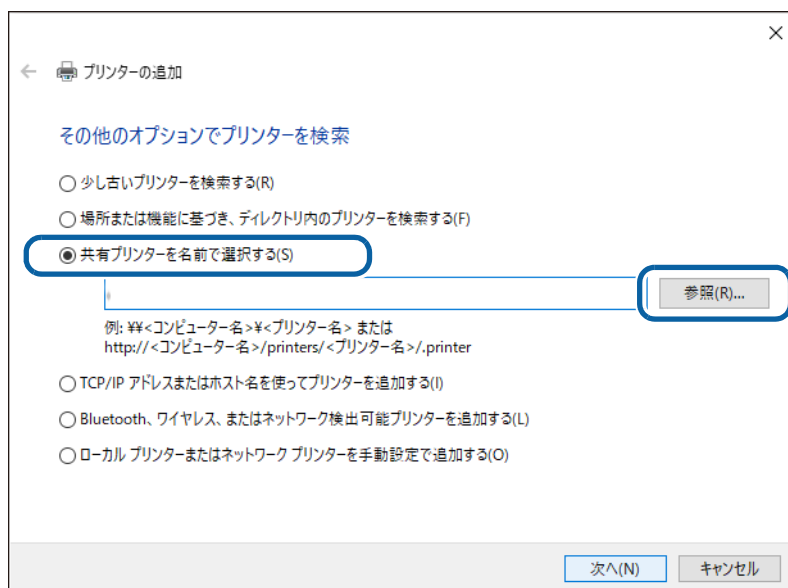 プリンターの追加
その他のオプションでプリンターを検索
少し古いプリンターを検索する(R)
場所または機能に基づき、ディレクトリ内のプリンターを検索する(F)
共有プリンターを名前で選択する(S)
参照(R)...
例: ¥¥<コンピューター名>¥<プリンター名> または
http://<コンピューター名>/printers/<プリンター名>/.printer
TCP/IP アドレスまたはホスト名を使ってプリンターを追加する(I)
Bluetooth、ワイヤレス、またはネットワーク検出可能プリンターを追加する(L)
ローカル プリンターまたはネットワーク プリンターを手動設定で追加する(O)
次へ(N)
キャンセル